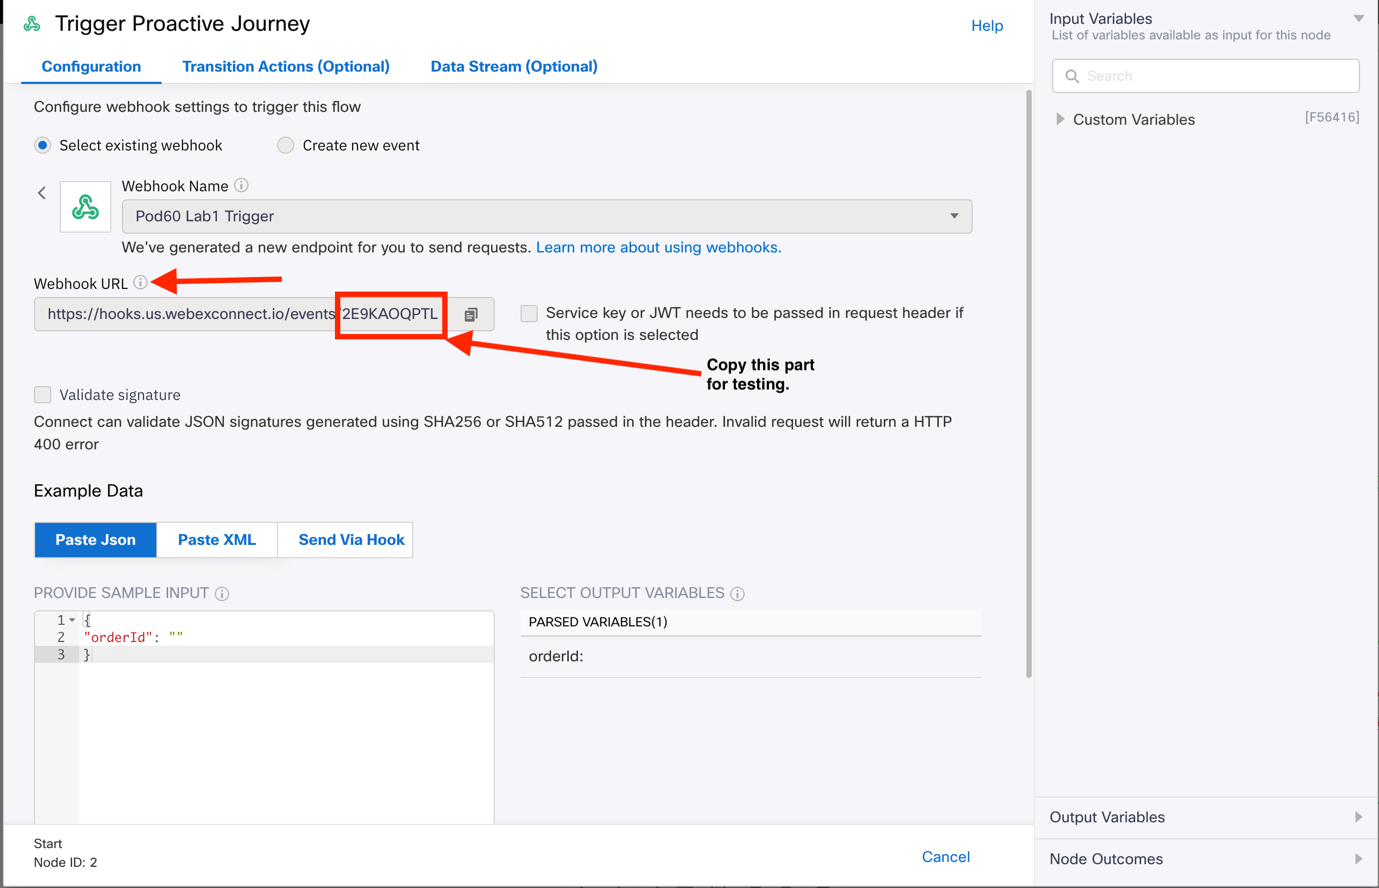 Trigger Proactive Journey
Help
Configuration
Transition Actions (Optional)
Data Stream (Optional)
Configure webhook settings to trigger this flow
Select existing webhook
Create new event
Webhook Name
Pod60 Lab1 Trigger
We've generated a new endpoint for you to send requests. Learn more about using webhooks.
Webhook URL
https://hooks.us.webexconnect.io/events/2E9KAOQPTL
Service key or JWT needs to be passed in request header if
this option is selected
Copy this part
for testing.
Validate signature
Connect can validate JSON signatures generated using SHA256 or SHA512 passed in the header. Invalid request will return a HTTP
400 error
Example Data
Paste Json
Paste XML
Send Via Hook
PROVIDE SAMPLE INPUT
1 {
2 "orderId": ""
3 }
SELECT OUTPUT VARIABLES
PARSED VARIABLES(1)
orderId:
Start
Node ID: 2
Cancel
Input Variables
List of variables available as input for this node
Search
Custom Variables
[F56416]
Output Variables
Node Outcomes